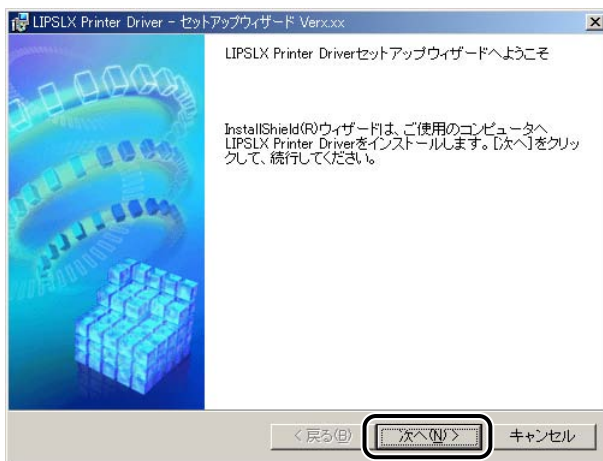 LIPSLX Printer Driver - セットアップウィザード Verx.xx
LIPSLX Printer Driverセットアップウィザードへようこそ
InstallShield(R)ウィザードは、ご使用のコンピュータへ
LIPSLX Printer Driverをインストールします。[次へ]をクリッ
クして、続行してください。
< 戻る(B)
次へ(N) >
キャンセル